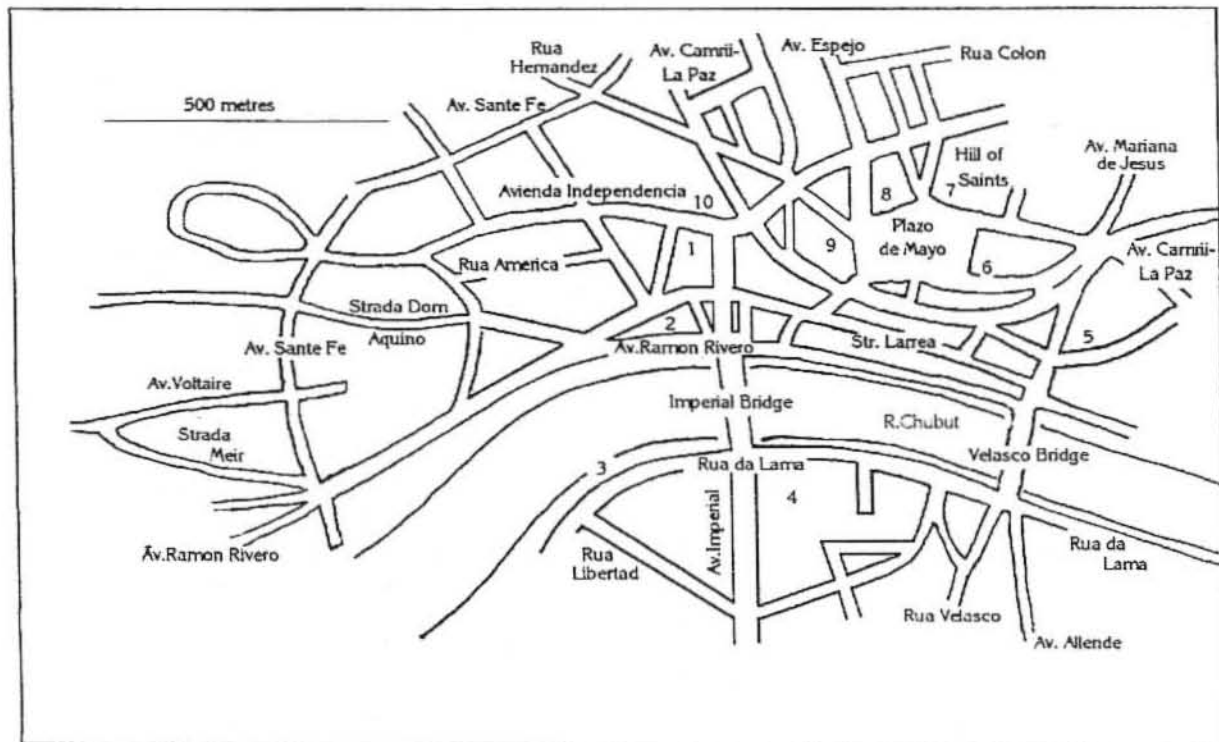 Rua
Hernandez
Av. Camrii-
La Paz
Av. Espejo
Rua Colon
500 metres
Av. Sante Fe
Hill of
Saints
Av. Mariana
de Jesus
Avienda Independencia
10
8
7
Plazo
de Mayo
1
9
6
Av. Camrii-
La Paz
Rua America
Strada Dom
Aquino
2
Av. Sante Fe
Av.Ramon Rivero
Str. Larrea
5
Av.Voltaire
Imperial Bridge
R.Chubut
Strada
Meir
3
Rua da Lama
Velasco Bridge
4
Av.Imperial
Av.Ramon Rivero
Rua
Libertad
Rua da
Lama
Rua Velasco
Av. Allende